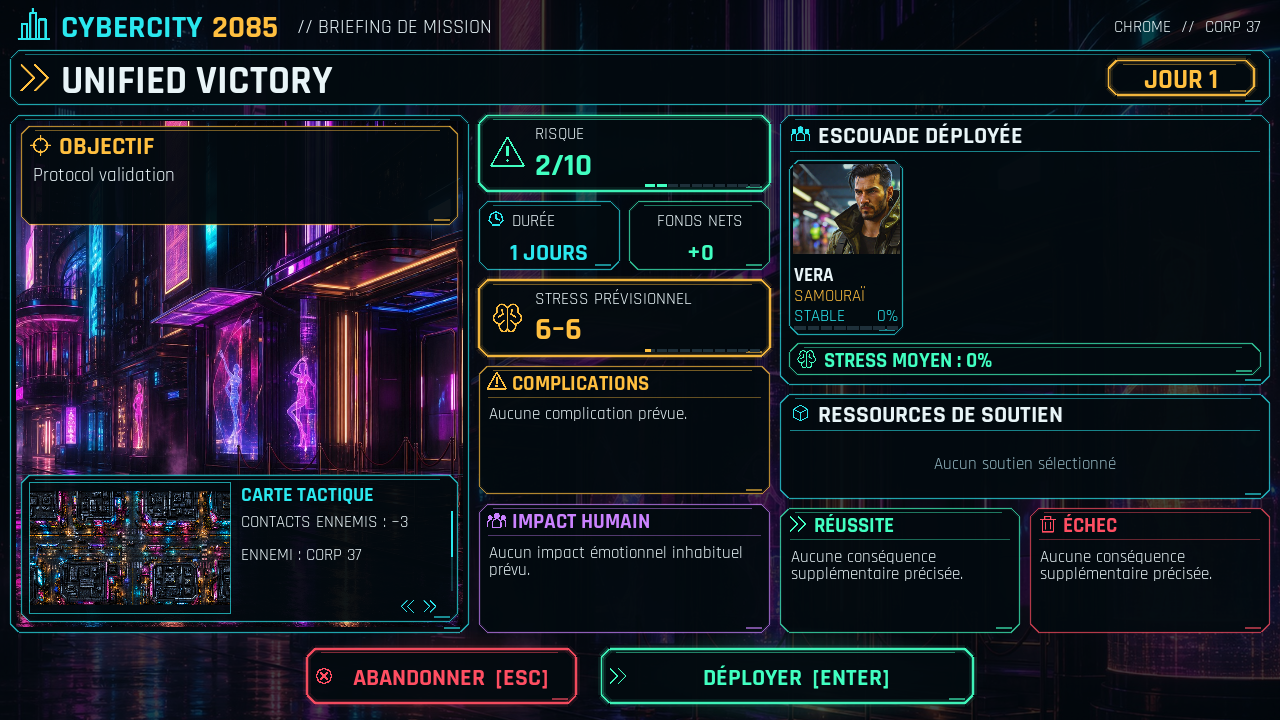 CYBERCITY 2085 // BRIEFING DE MISSION
CHROME // CORP 37
UNIFIED VICTORY
JOUR 1
OBJECTIF
Protocol validation
CARTE TACTIQUE
CONTACTS ENNEMIS : ~3
ENNEMI : CORP 37
RISQUE
2/10
DURÉE
1 JOURS
FONDS NETS
+0
STRESS PRÉVISIONNEL
6–6
COMPLICATIONS
Aucune complication prévue.
IMPACT HUMAIN
Aucun impact émotionnel inhabituel
prévu.
ESCOUADE DÉPLOYÉE
VERA
SAMOURAÏ
STABLE 0%
STRESS MOYEN : 0%
RESSOURCES DE SOUTIEN
Aucun soutien sélectionné
RÉUSSITE
Aucune conséquence
supplémentaire précisée.
ÉCHEC
Aucune conséquence
supplémentaire précisée.
ABANDONNER [ESC]
DÉPLOYER [ENTER]